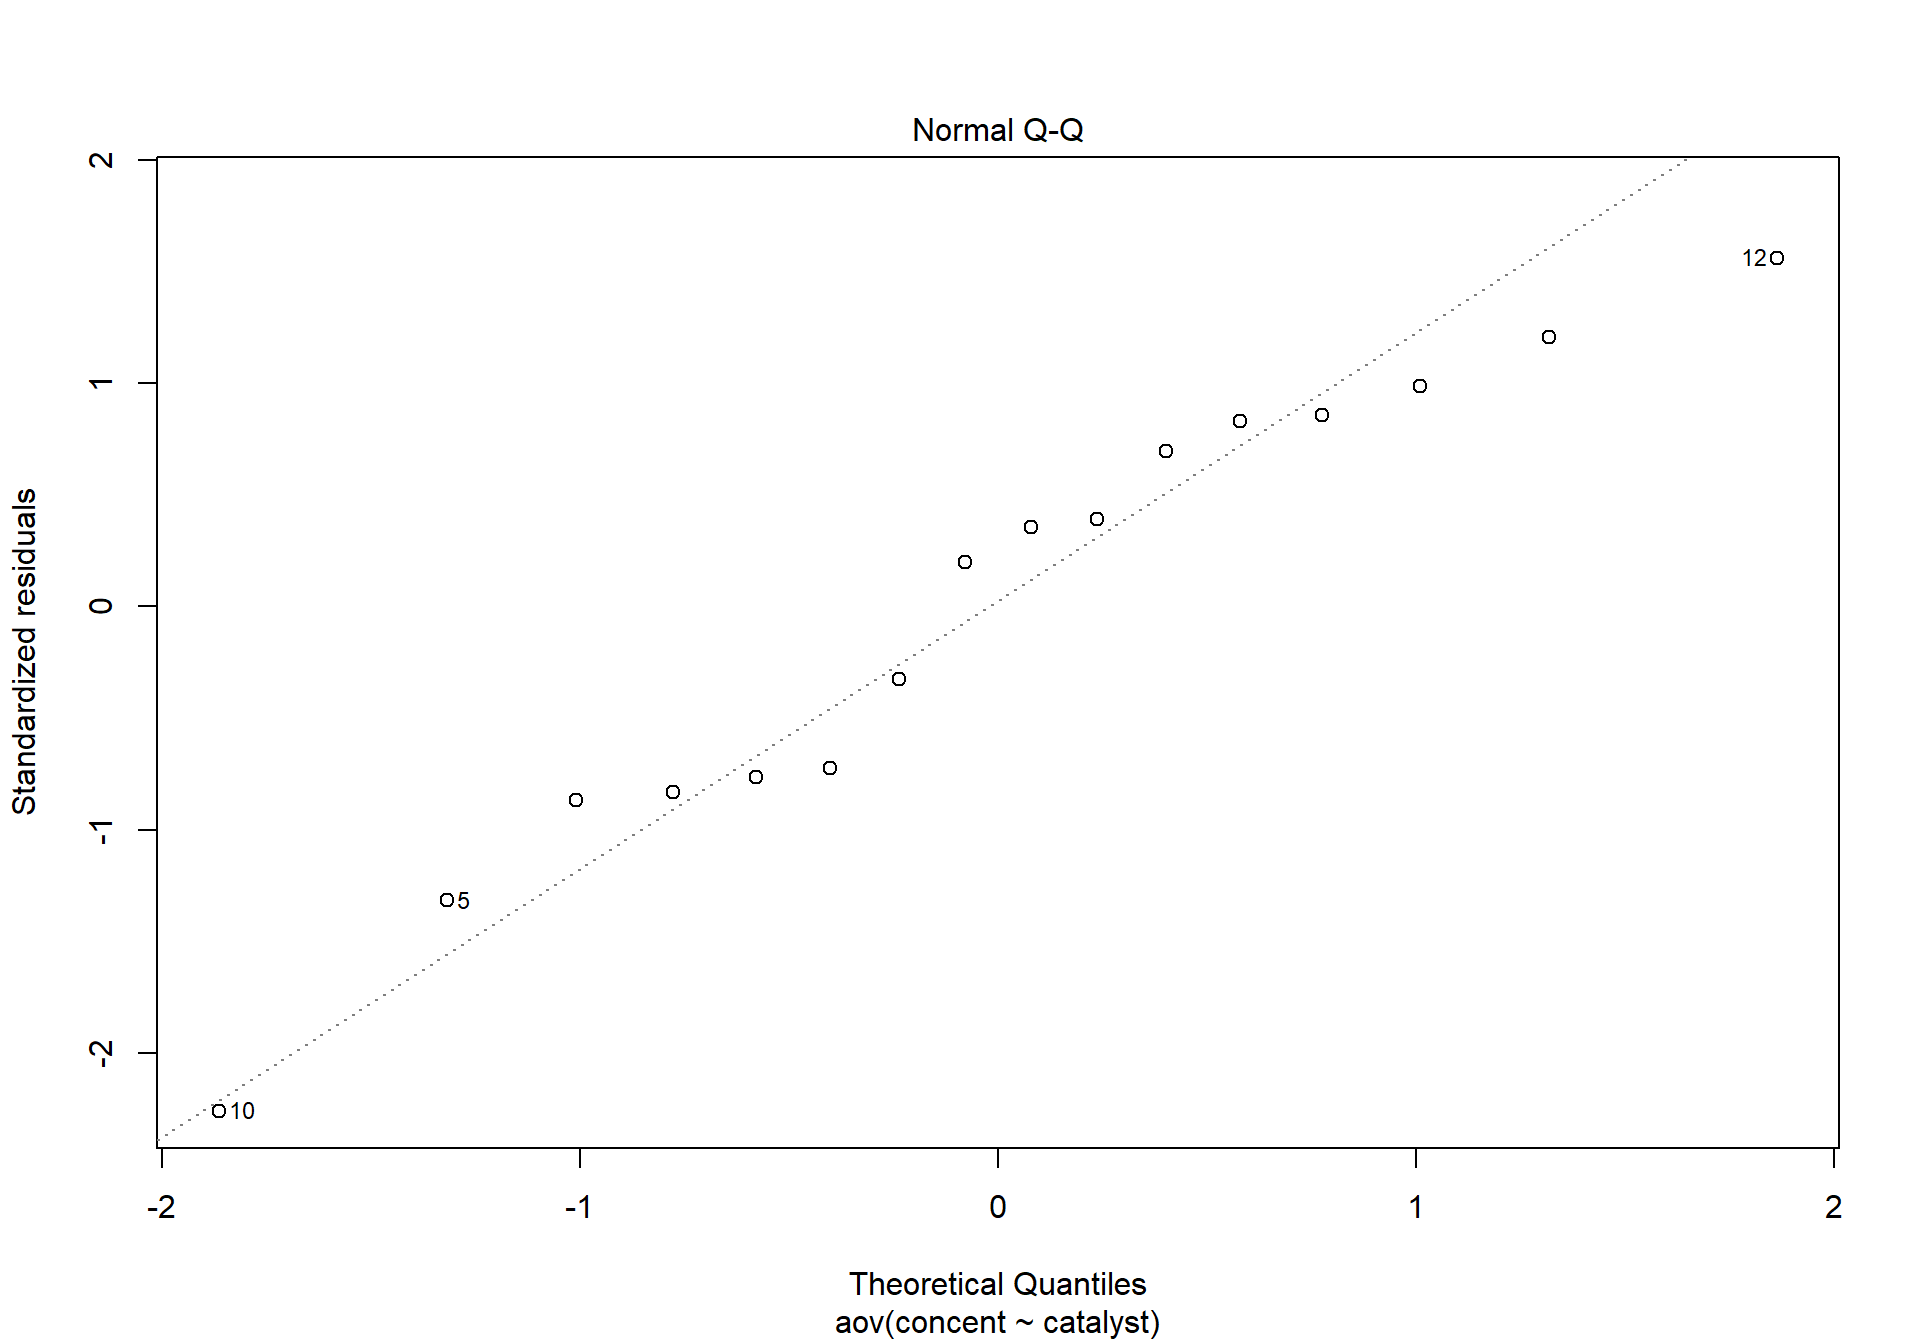 Normal Q-Q
2
1
0
-1
-2
Standardized residuals
12
5
10
-2 -1 0 1 2
Theoretical Quantiles
aov(concent ~ catalyst)